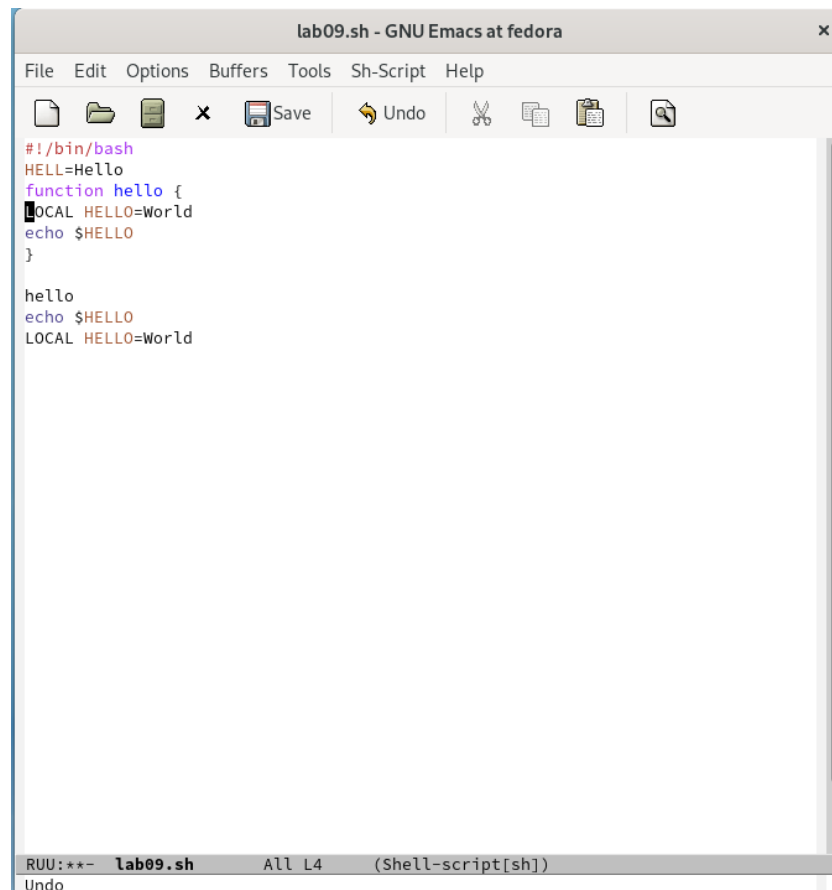 lab09.sh - GNU Emacs at fedora ×
File Edit Options Buffers Tools Sh-Script Help
Save Undo
#!/bin/bash
HELL=Hello
function hello {
LOCAL HELLO=World
echo $HELLO
}
hello
echo $HELLO
LOCAL HELLO=World
RUU:**- lab09.sh All L4 (Shell-script[sh])
Undo